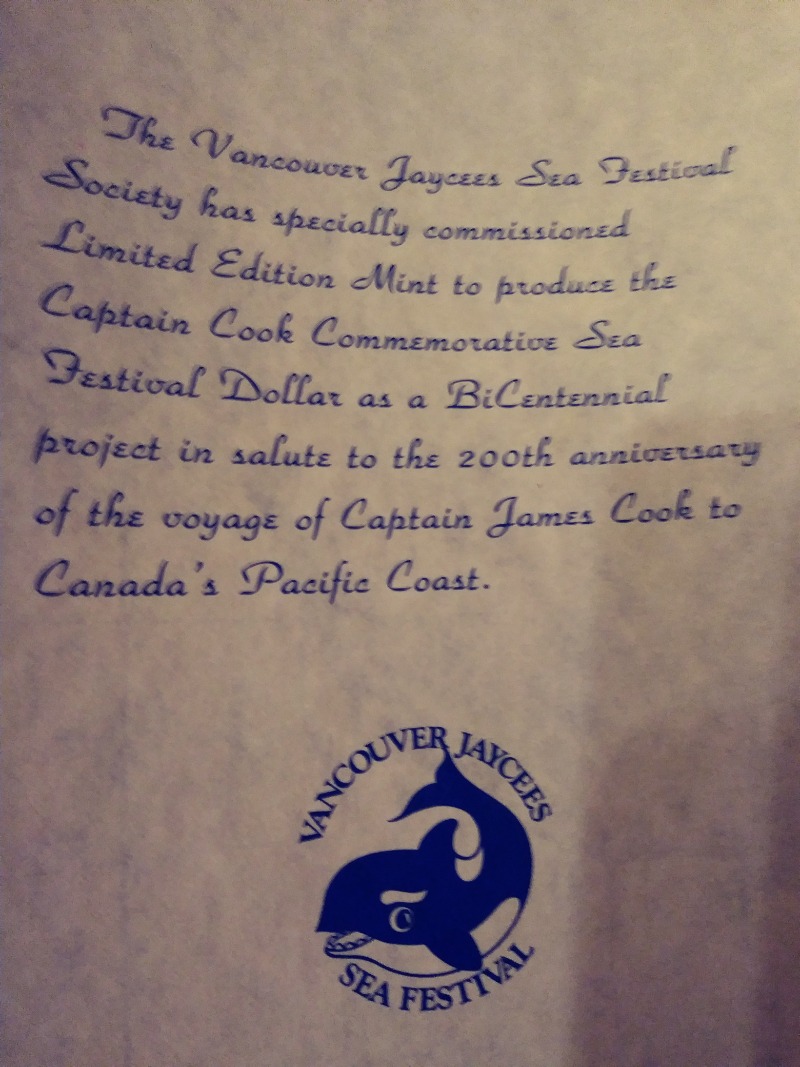 The Vancouver Jaycees Sea Festival
Society has specially commissioned
Limited Edition Mint to produce the
Captain Cook Commemorative Sea
Festival Dollar as a BiCentennial
project in salute to the 200th anniversary
of the voyage of Captain James Cook to
Canada's Pacific Coast.
VANCOUVER JAYCEES
SEA FESTIVAL